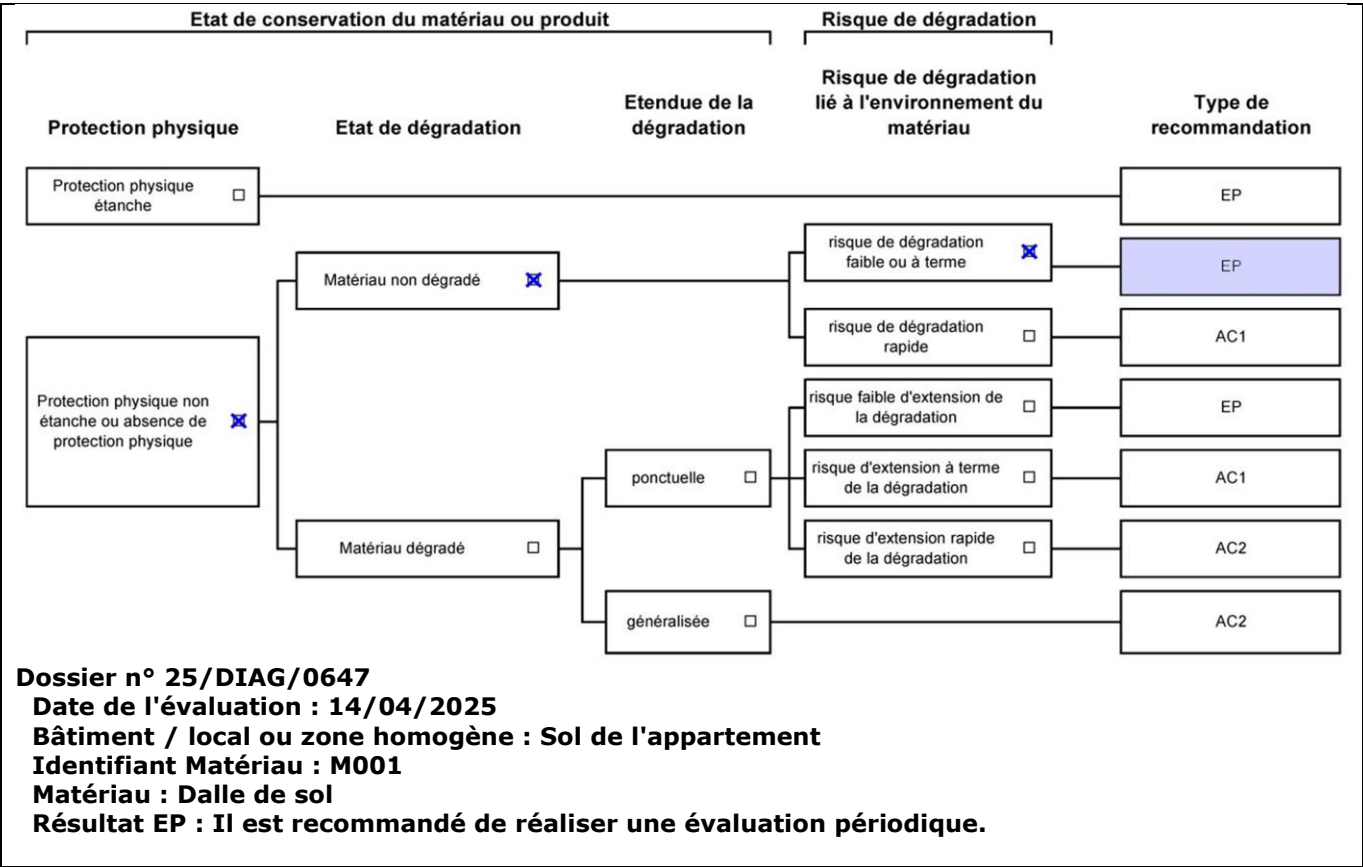 Etat de conservation du matériau ou produit
Risque de dégradation
Protection physique
Etat de dégradation
Etendue de la
dégradation
Risque de dégradation
lié à l'environnement du
matériau
Type de
recommandation
Protection physique
étanche
EP
risque de dégradation
faible ou à terme
EP
Matériau non dégradé
risque de dégradation
rapide
AC1
Protection physique non
étanche ou absence de
protection physique
risque faible d'extension de
la dégradation
EP
ponctuelle
risque d'extension à terme
de la dégradation
AC1
Matériau dégradé
risque d'extension rapide
de la dégradation
AC2
généralisée
AC2
Dossier n° 25/DIAG/0647
Date de l'évaluation : 14/04/2025
Bâtiment / local ou zone homogène : Sol de l'appartement
Identifiant Matériau : M001
Matériau : Dalle de sol
Résultat EP : Il est recommandé de réaliser une évaluation périodique.